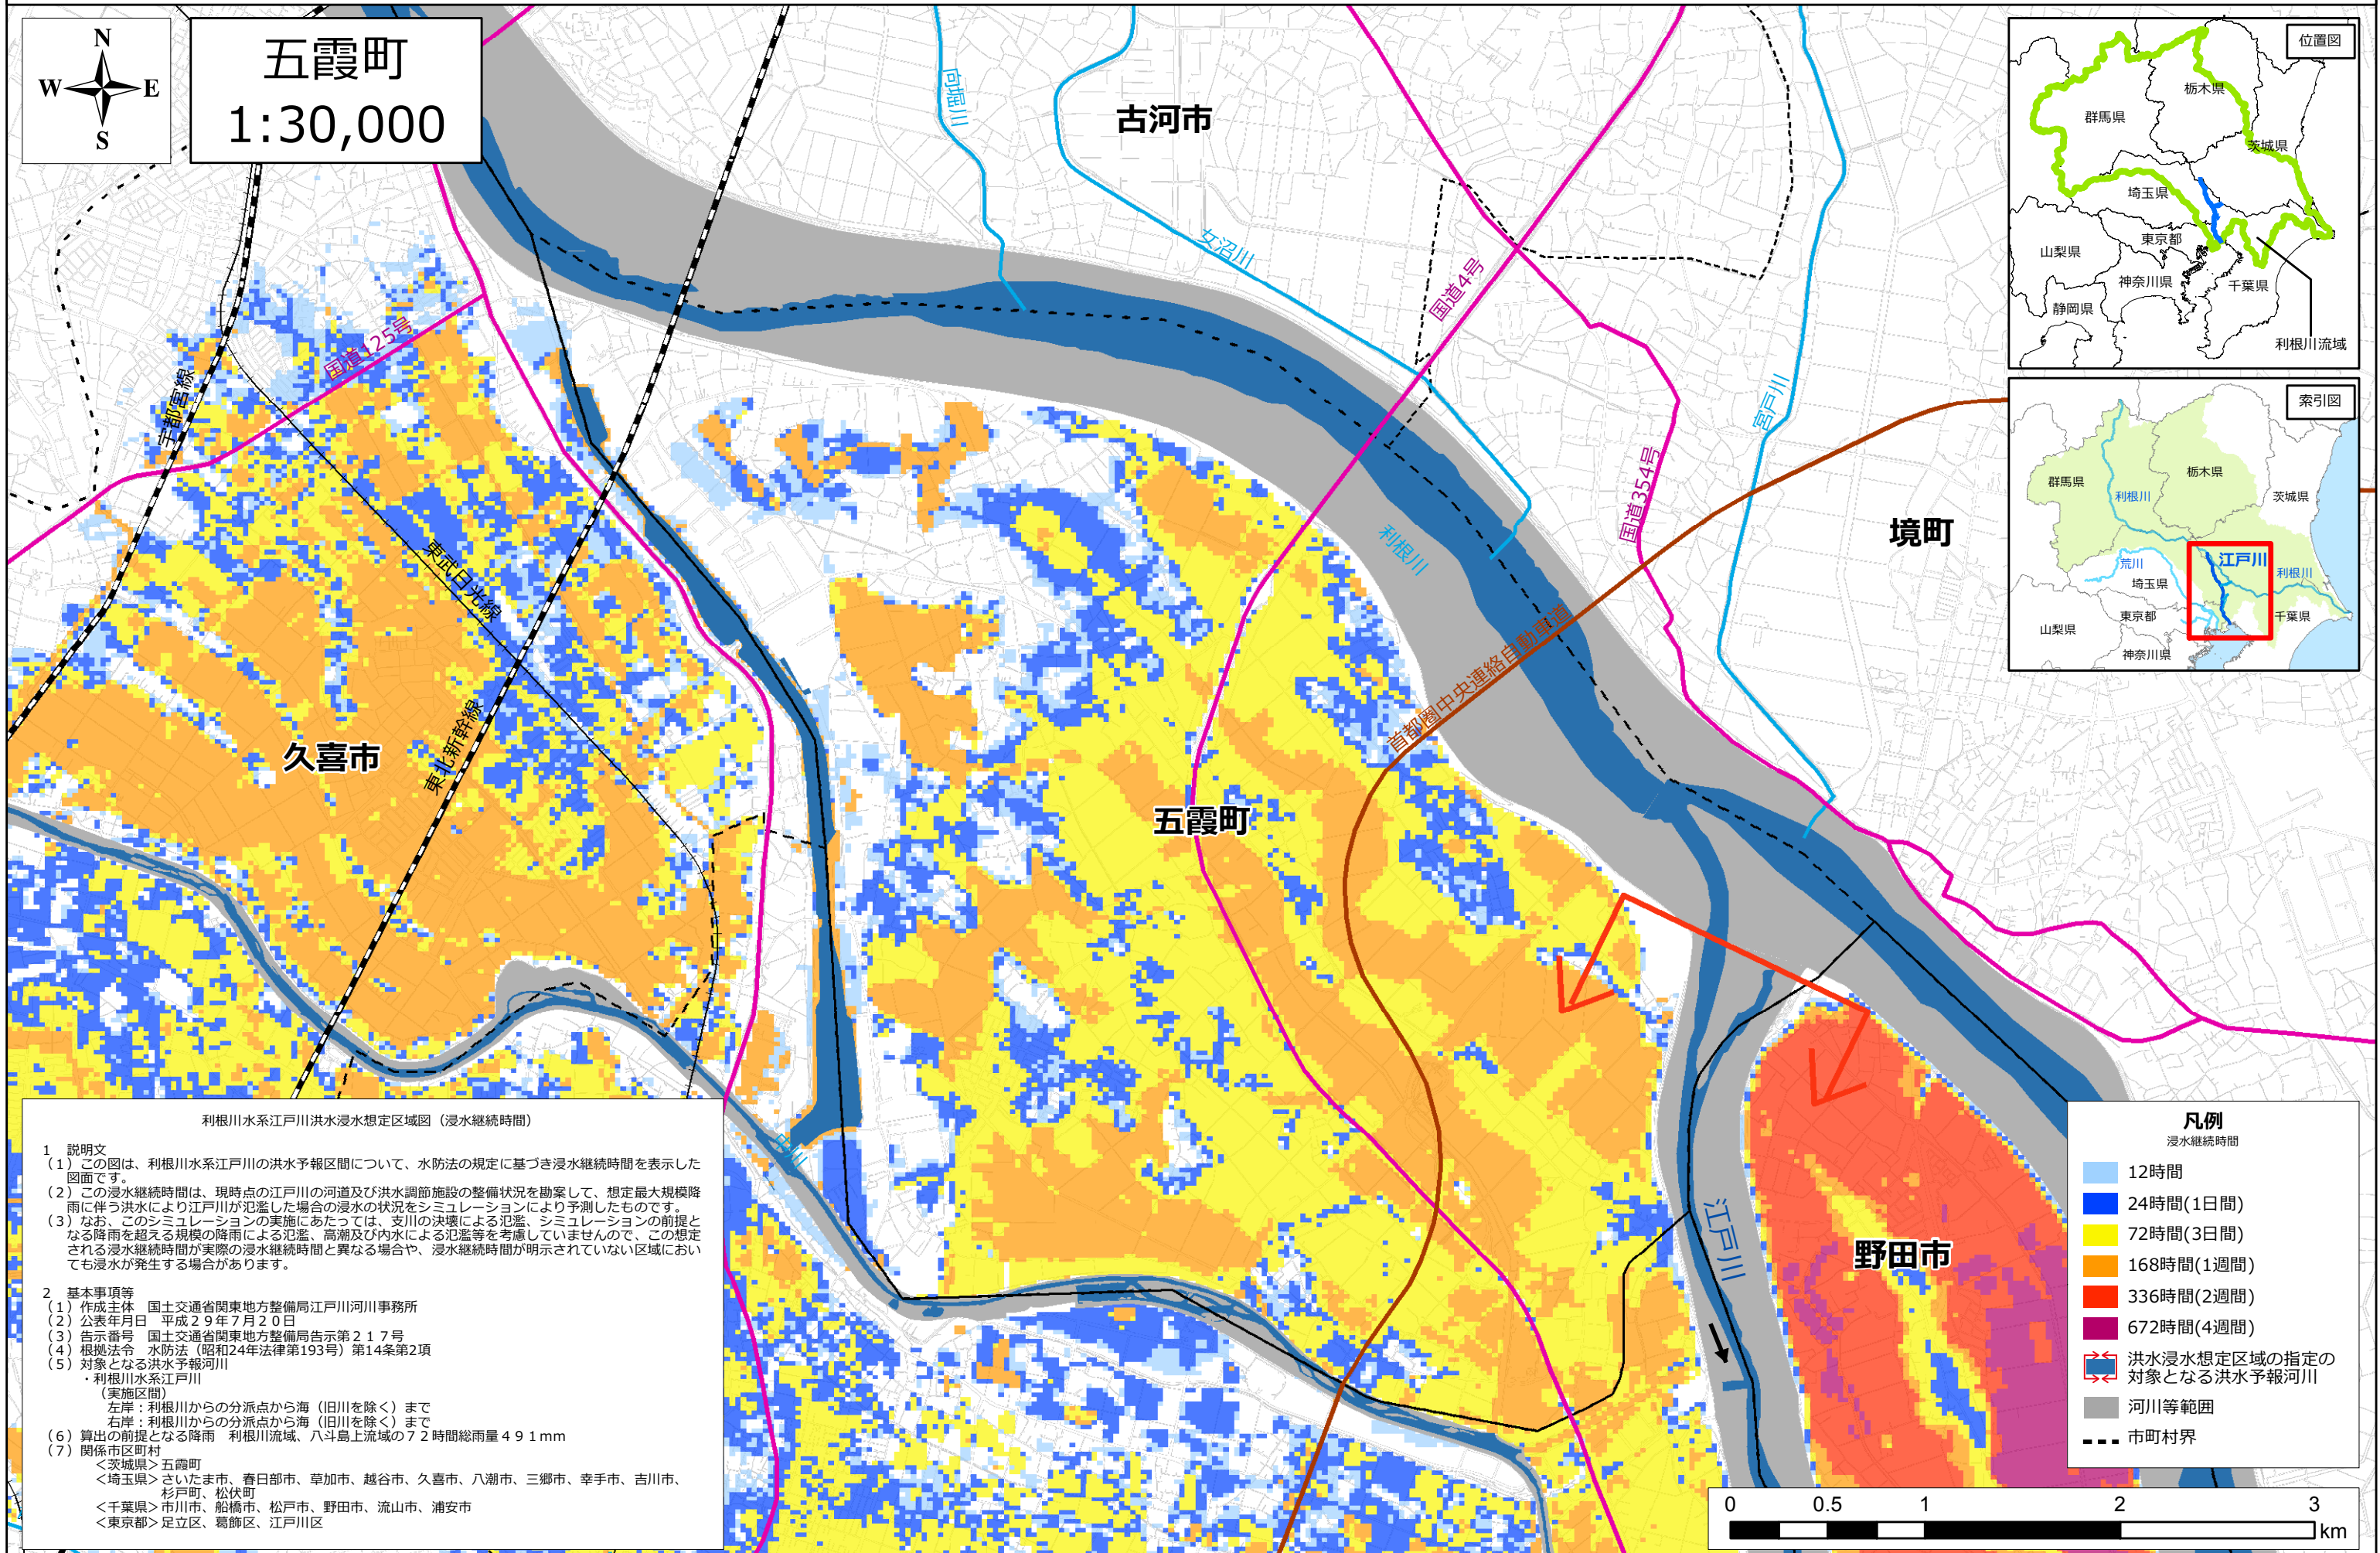 N
W
E
S
五霞町
1:30,000
古河市
向堀川
女沼川
国道4号
国道354号
宮戸川
国道125号
宇都宮線
東武日光線
東北新幹線
久喜市
利根川
首都圏中央連絡自動車道
境町
五霞町
中川
江戸川
野田市
位置図
栃木県
群馬県
茨城県
埼玉県
東京都
山梨県
神奈川県
千葉県
静岡県
利根川流域
索引図
栃木県
群馬県
利根川
茨城県
江戸川
荒川
利根川
埼玉県
東京都
千葉県
山梨県
神奈川県
利根川水系江戸川洪水浸水想定区域図（浸水継続時間）
1 説明文
（1）この図は、利根川水系江戸川の洪水予報区間について、水防法の規定に基づき浸水継続時間を表示した
図面です。
（2）この浸水継続時間は、現時点の江戸川の河道及び洪水調節施設の整備状況を勘案して、想定最大規模降
雨に伴う洪水により江戸川が氾濫した場合の浸水の状況をシミュレーションにより予測したものです。
（3）なお、このシミュレーションの実施にあたっては、支川の決壊による氾濫、シミュレーションの前提と
なる降雨を超える規模の降雨による氾濫、高潮及び内水による氾濫等を考慮していませんので、この想定
される浸水継続時間が実際の浸水継続時間と異なる場合や、浸水継続時間が明示されていない区域におい
ても浸水が発生する場合があります。
2 基本事項等
（1）作成主体 国土交通省関東地方整備局江戸川河川事務所
（2）公表年月日 平成２９年７月２０日
（3）告示番号 国土交通省関東地方整備局告示第２１７号
（4）根拠法令 水防法（昭和24年法律第193号）第14条第2項
（5）対象となる洪水予報河川
・利根川水系江戸川
（実施区間）
左岸：利根川からの分派点から海（旧川を除く）まで
右岸：利根川からの分派点から海（旧川を除く）まで
（6）算出の前提となる降雨 利根川流域、八斗島上流域の７２時間総雨量４９１mm
（7）関係市区町村
＜茨城県＞五霞町
＜埼玉県＞さいたま市、春日部市、草加市、越谷市、久喜市、八潮市、三郷市、幸手市、吉川市、
杉戸町、松伏町
＜千葉県＞市川市、船橋市、松戸市、野田市、流山市、浦安市
＜東京都＞足立区、葛飾区、江戸川区
凡例
浸水継続時間
12時間
24時間(1日間)
72時間(3日間)
168時間(1週間)
336時間(2週間)
672時間(4週間)
洪水浸水想定区域の指定の
対象となる洪水予報河川
河川等範囲
市町村界
0 0.5 1 2 3
km